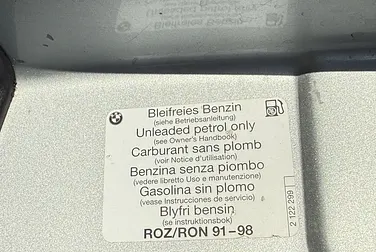 Bleifreies Benzin
(siehe Betriebsanleitung)
Unleaded petrol only
(see Owner's Handbook)
Carburant sans plomb
(voir Notice d'utilisation)
Benzina senza piombo
(vedere libretto Uso e manutenzione)
Gasolina sin plomo
(vease Instrucciones de servicio)
Blyfri bensin
(se instruktionsbok)
ROZ/RON 91-98
2 122 299